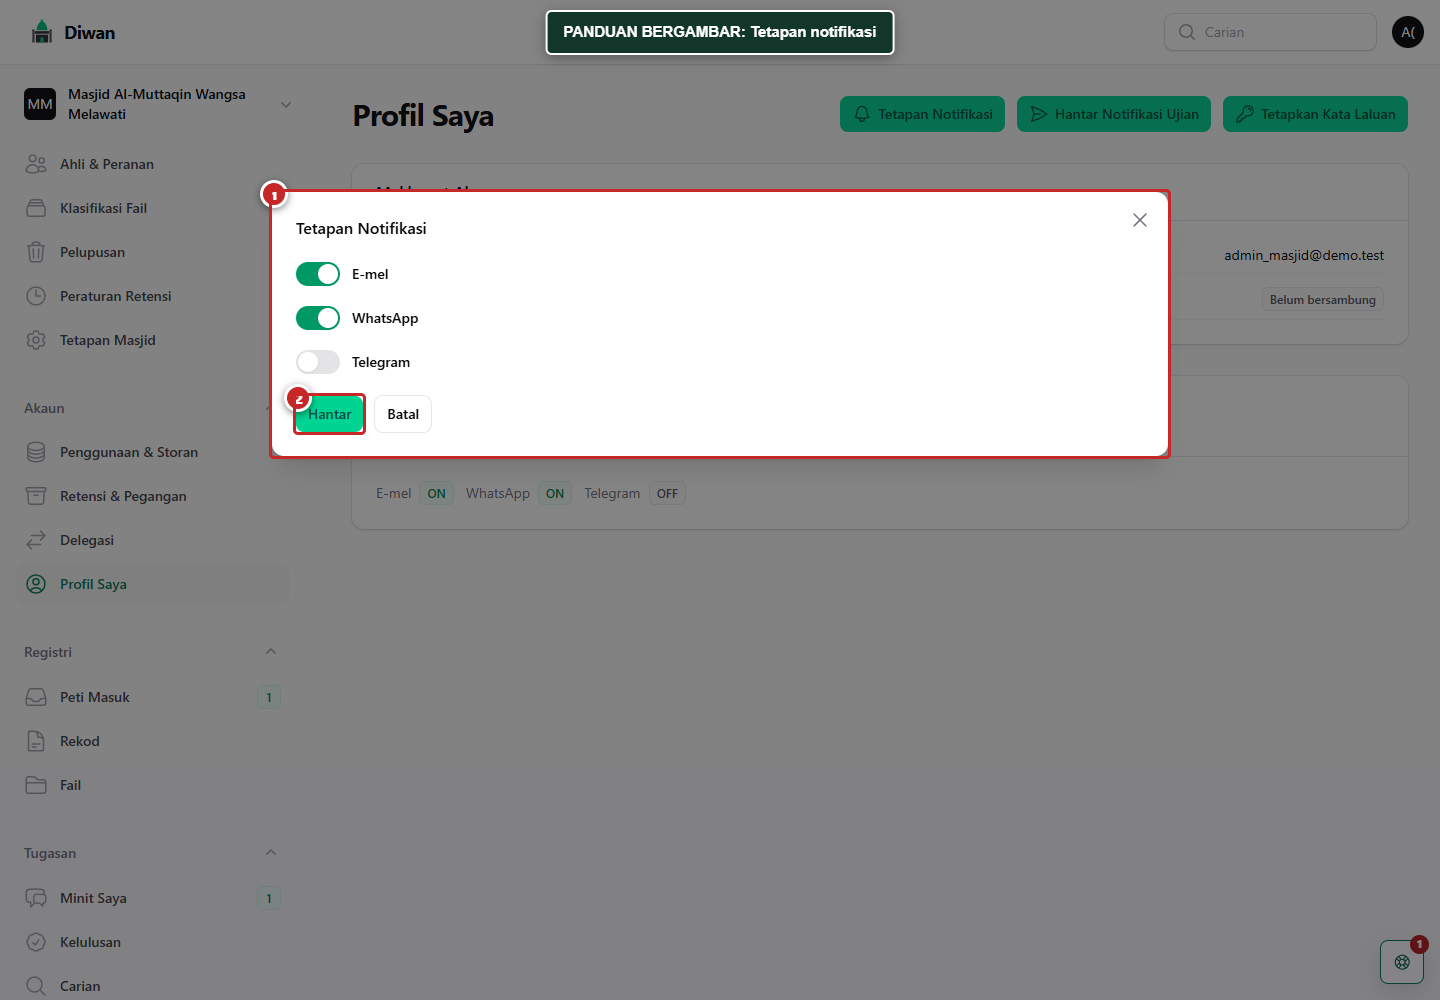 Diwan
PANDUAN BERGAMBAR: Tetapan notifikasi
Carian
A(
MM
Masjid Al-Muttaqin Wangsa
Melawati
Ahli & Peranan
Klasifikasi Fail
Pelupusan
Peraturan Retensi
Tetapan Masjid
Akaun
Penggunaan & Storan
Retensi & Pegangan
Delegasi
Profil Saya
Registri
Peti Masuk
1
Rekod
Fail
Tugasan
Minit Saya
1
Kelulusan
Carian
Profil Saya
Tetapan Notifikasi
Hantar Notifikasi Ujian
Tetapkan Kata Laluan
1
Tetapan Notifikasi
E-mel
WhatsApp
Telegram
2
Hantar
Batal
admin_masjid@demo.test
Belum bersambung
E-mel ON WhatsApp ON Telegram OFF
1